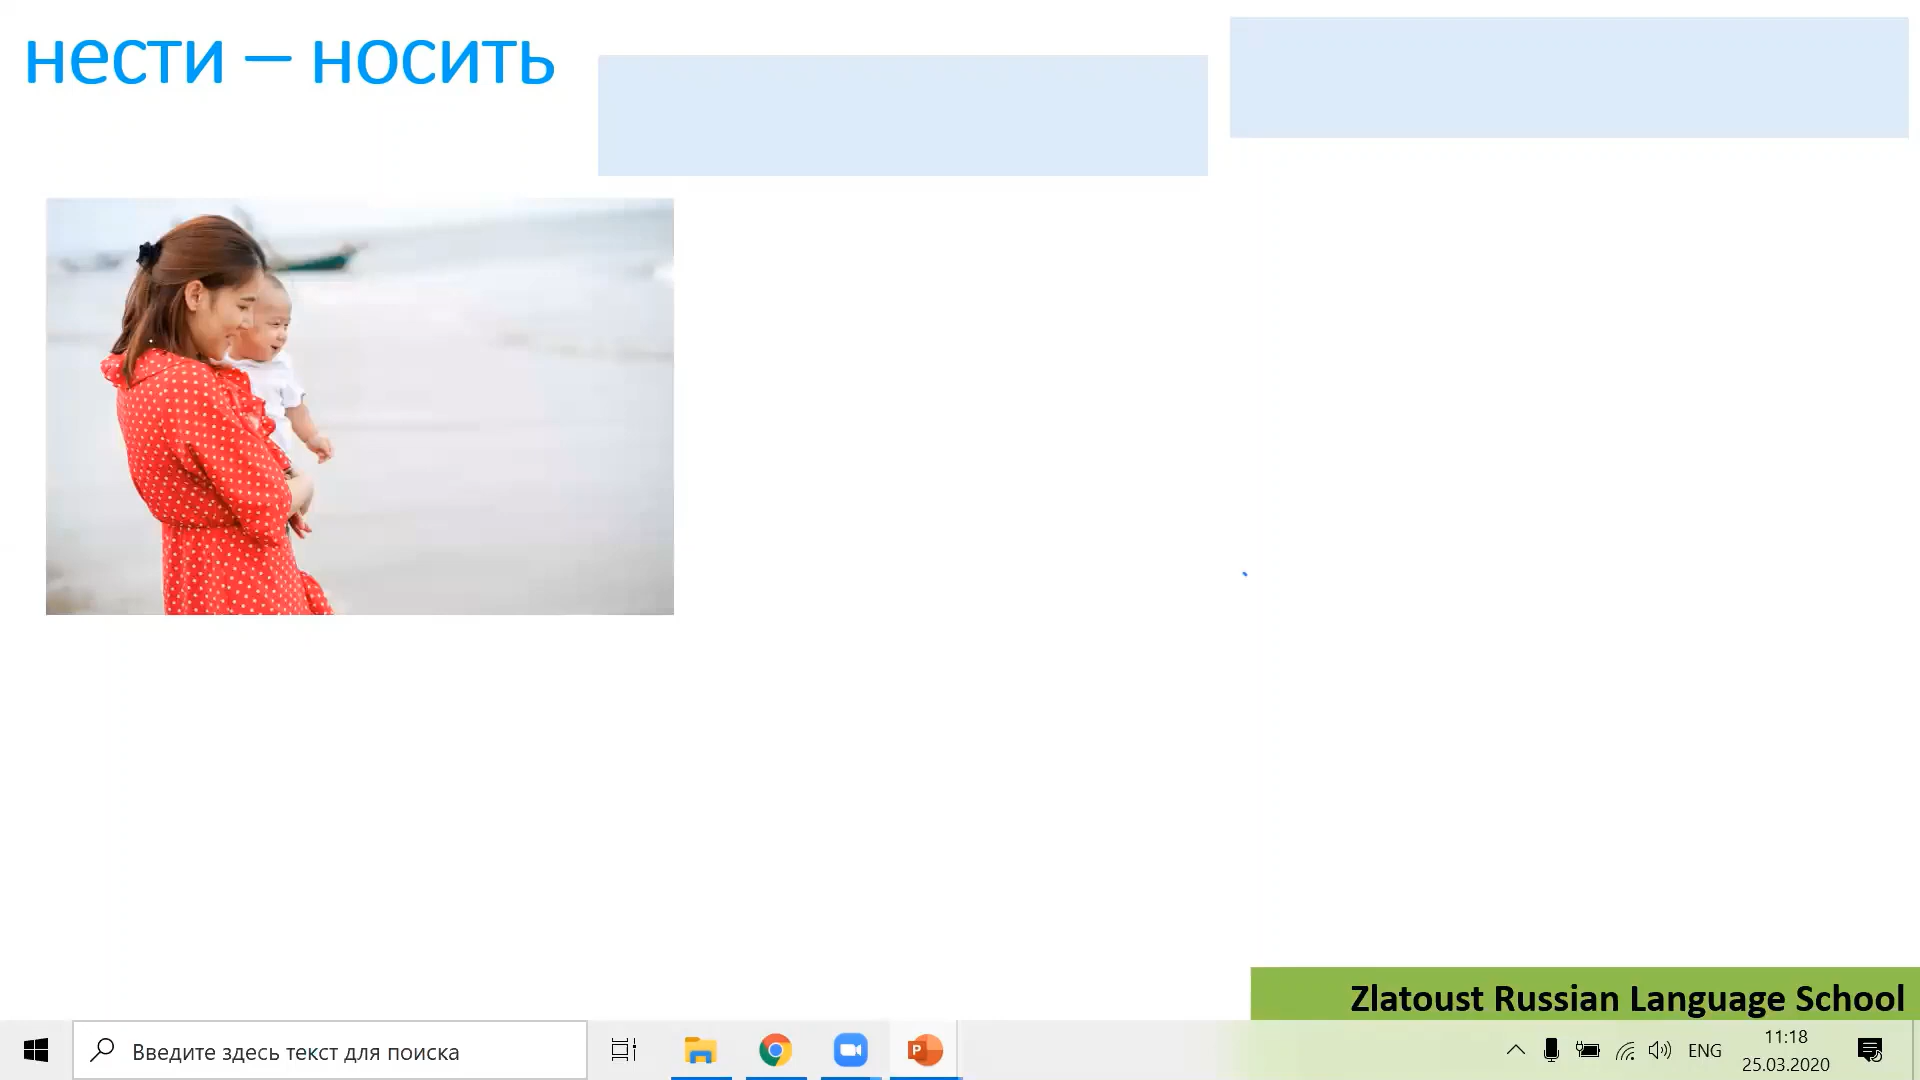 нести – носить
Zlatoust Russian Language School
Введите здесь текст для поиска
P
ENG
11:18
25.03.2020